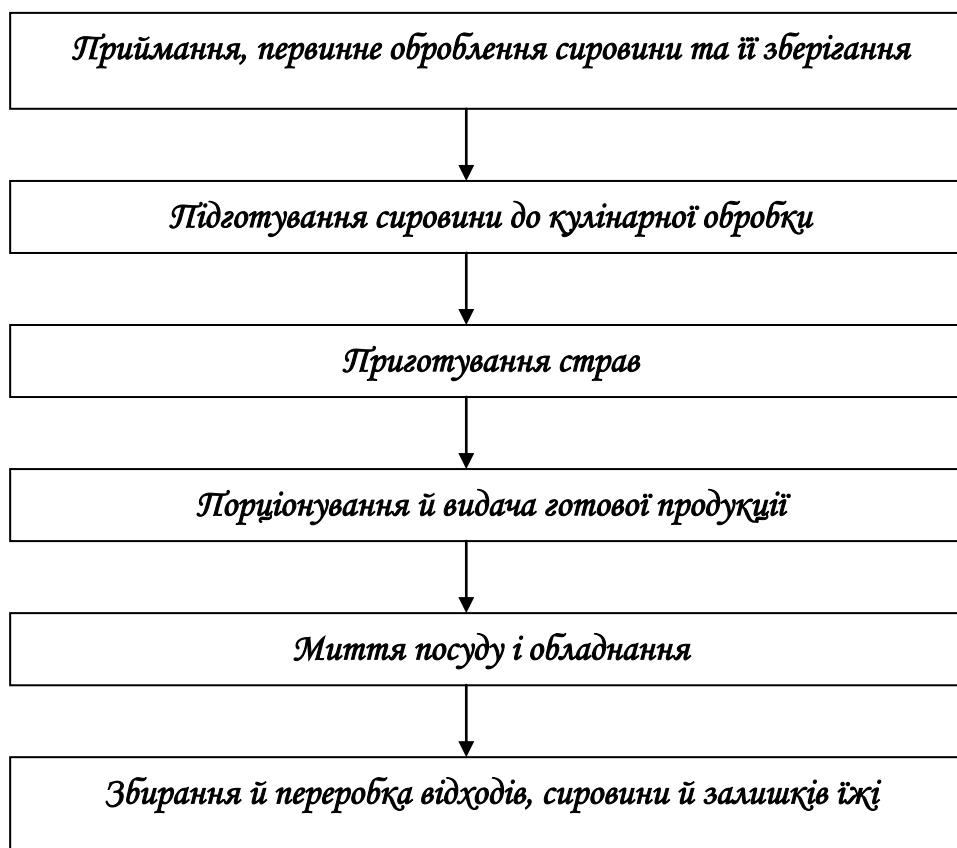 Приймання, первинне оброблення сировини та її зберігання
Підготування сировини до кулінарної обробки
Приготування страв
Порціонування й видача готової продукції
Миття посуду і обладнання
Збирання й переробка відходів, сировини й залишків їжі